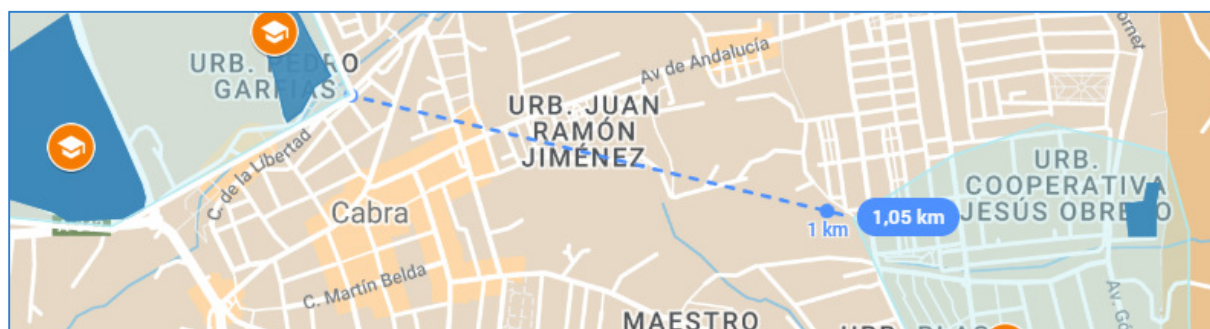 URB. PEDRO
GARFIAS
Av de Andalucía
URB. JUAN
RAMÓN
JIMÉNEZ
C. de la Libertad
Cabra
URB.
COOPERATIVA
JESÚS OBRERO
1,05 km
1 km
C. Martín Belda
MAESTRO